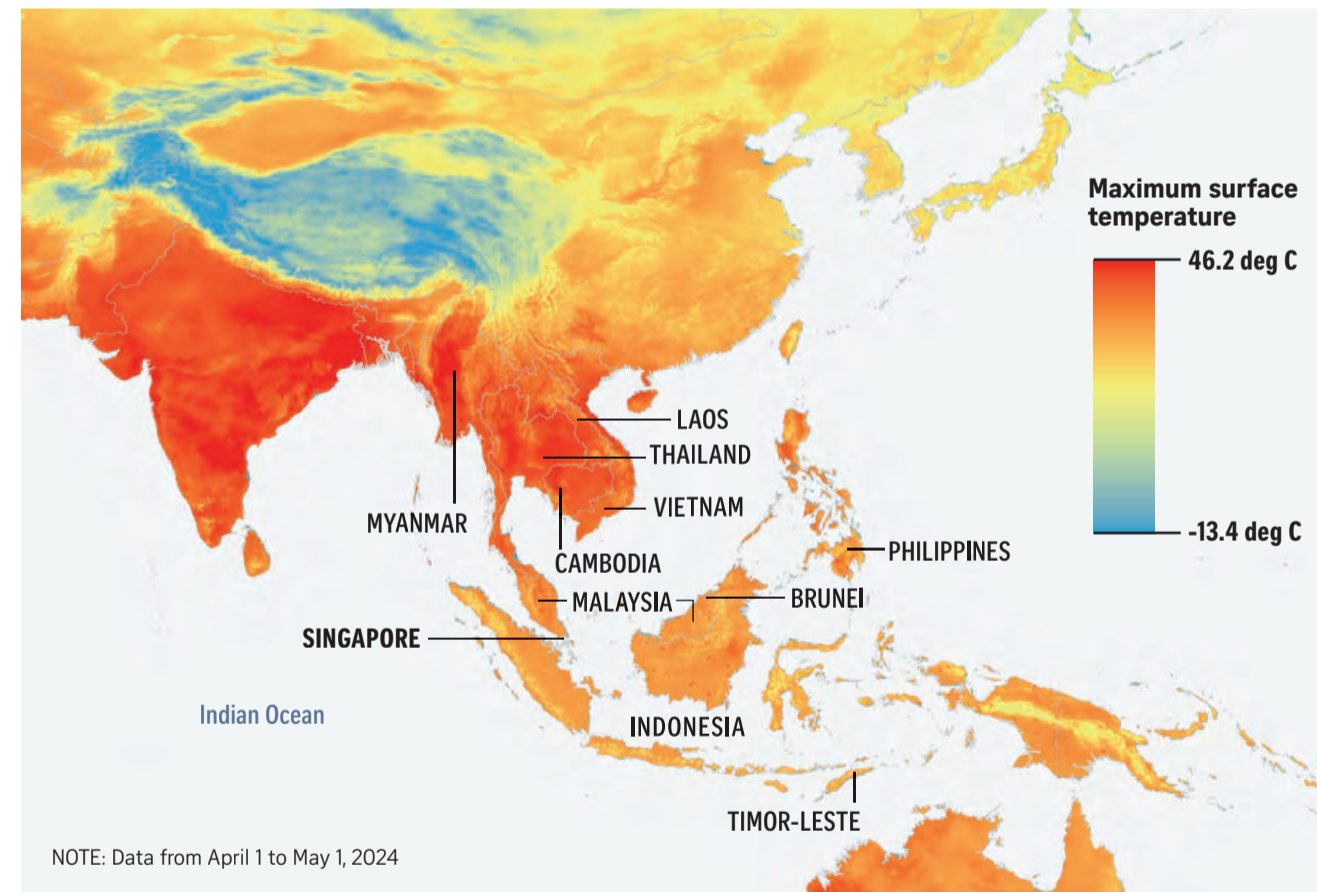 Maximum surface
temperature
46.2 deg C
-13.4 deg C
LAOS
THAILAND
VIETNAM
MYANMAR
CAMBODIA
PHILIPPINES
MALAYSIA
BRUNEI
SINGAPORE
Indian Ocean
INDONESIA
TIMOR-LESTE
NOTE: Data from April 1 to May 1, 2024